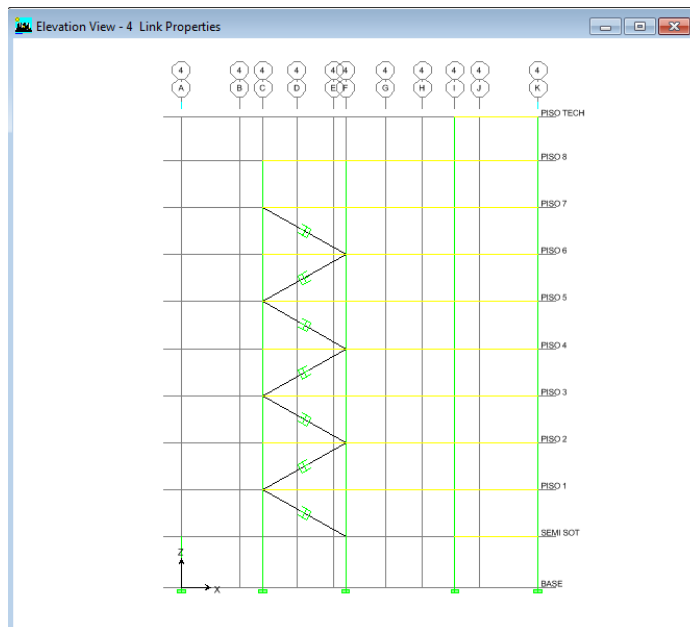 Elevation View - 4 Link Properties
4 4 4 4 4 4 4 4 4 4 4
A B C D E F G H I J K
PISO TECH
PISO 8
PISO 7
PISO 6
PISO 5
PISO 4
PISO 3
PISO 2
PISO 1
SEMI SOT
Z
X
BASE